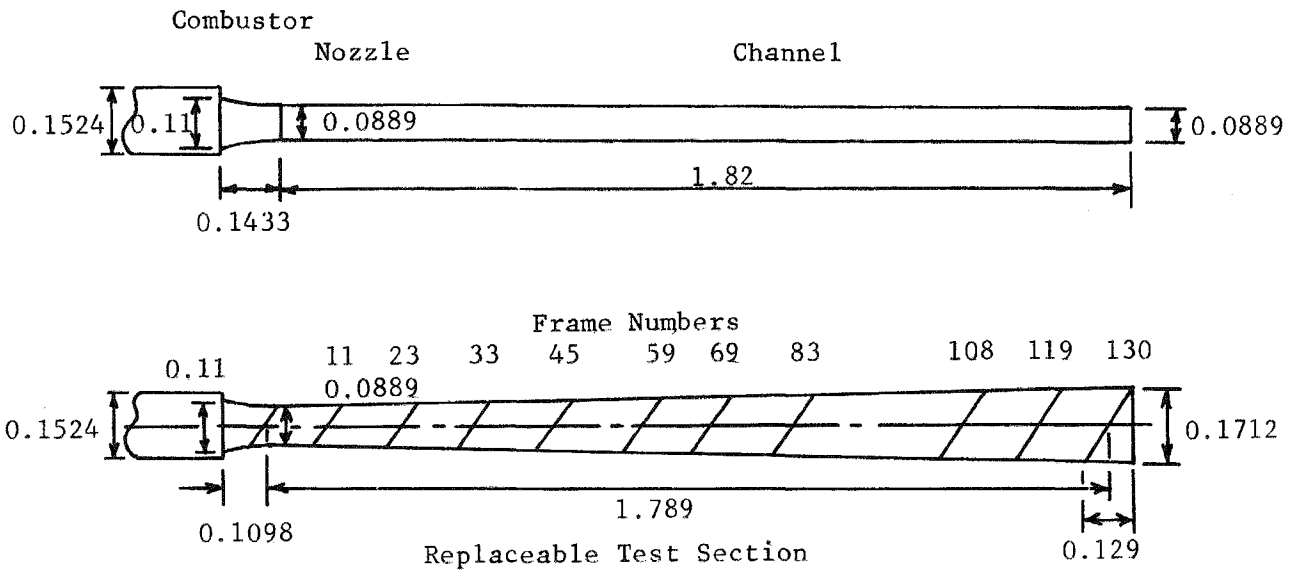 Combustor
Nozzle
Channel
0.1524
0.11
0.0889
0.0889
1.82
0.1433
Frame Numbers
11 23 33 45 59 69 83 108 119 130
0.11
0.0889
0.1524
0.1712
1.789
0.1098
0.129
Replaceable Test Section